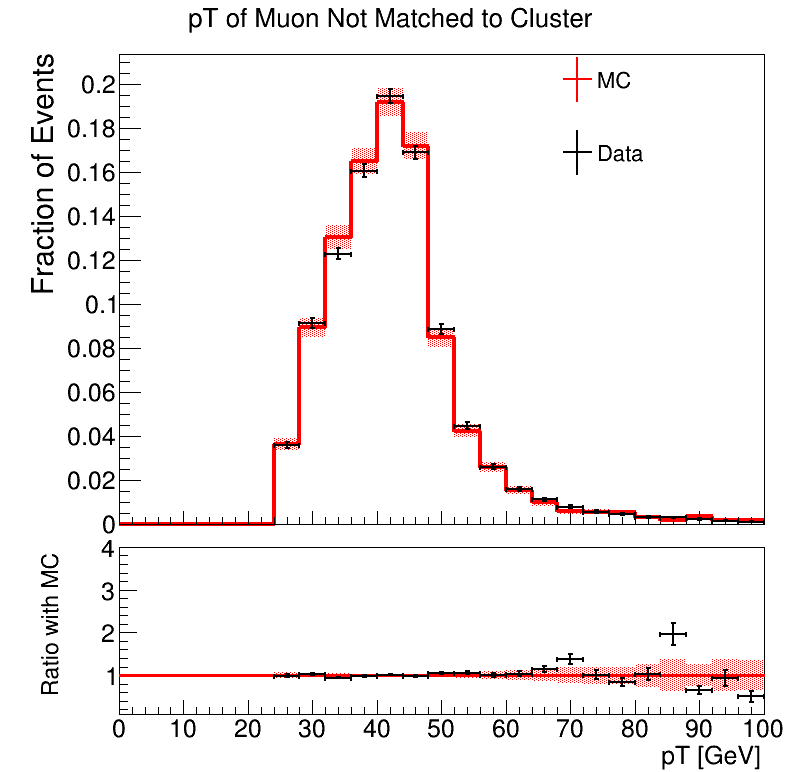 pT of Muon Not Matched to Cluster
Fraction of Events
0.2
0.18
0.16
0.14
0.12
0.1
0.08
0.06
0.04
0.02
0
MC
Data
Ratio with MC
4
3
2
1
0 10 20 30 40 50 60 70 80 90 100
pT [GeV]